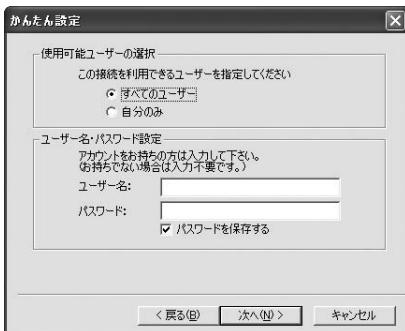 かんたん設定
使用可能ユーザーの選択
この接続を利用できるユーザーを指定してください
すべてのユーザー
自分のみ
ユーザー名・パスワード設定
アカウントをお持ちの方は入力して下さい。
(お持ちでない場合は入力不要です。)
ユーザー名:
パスワード:
パスワードを保存する
< 戻る(B)
次へ(N) >
キャンセル